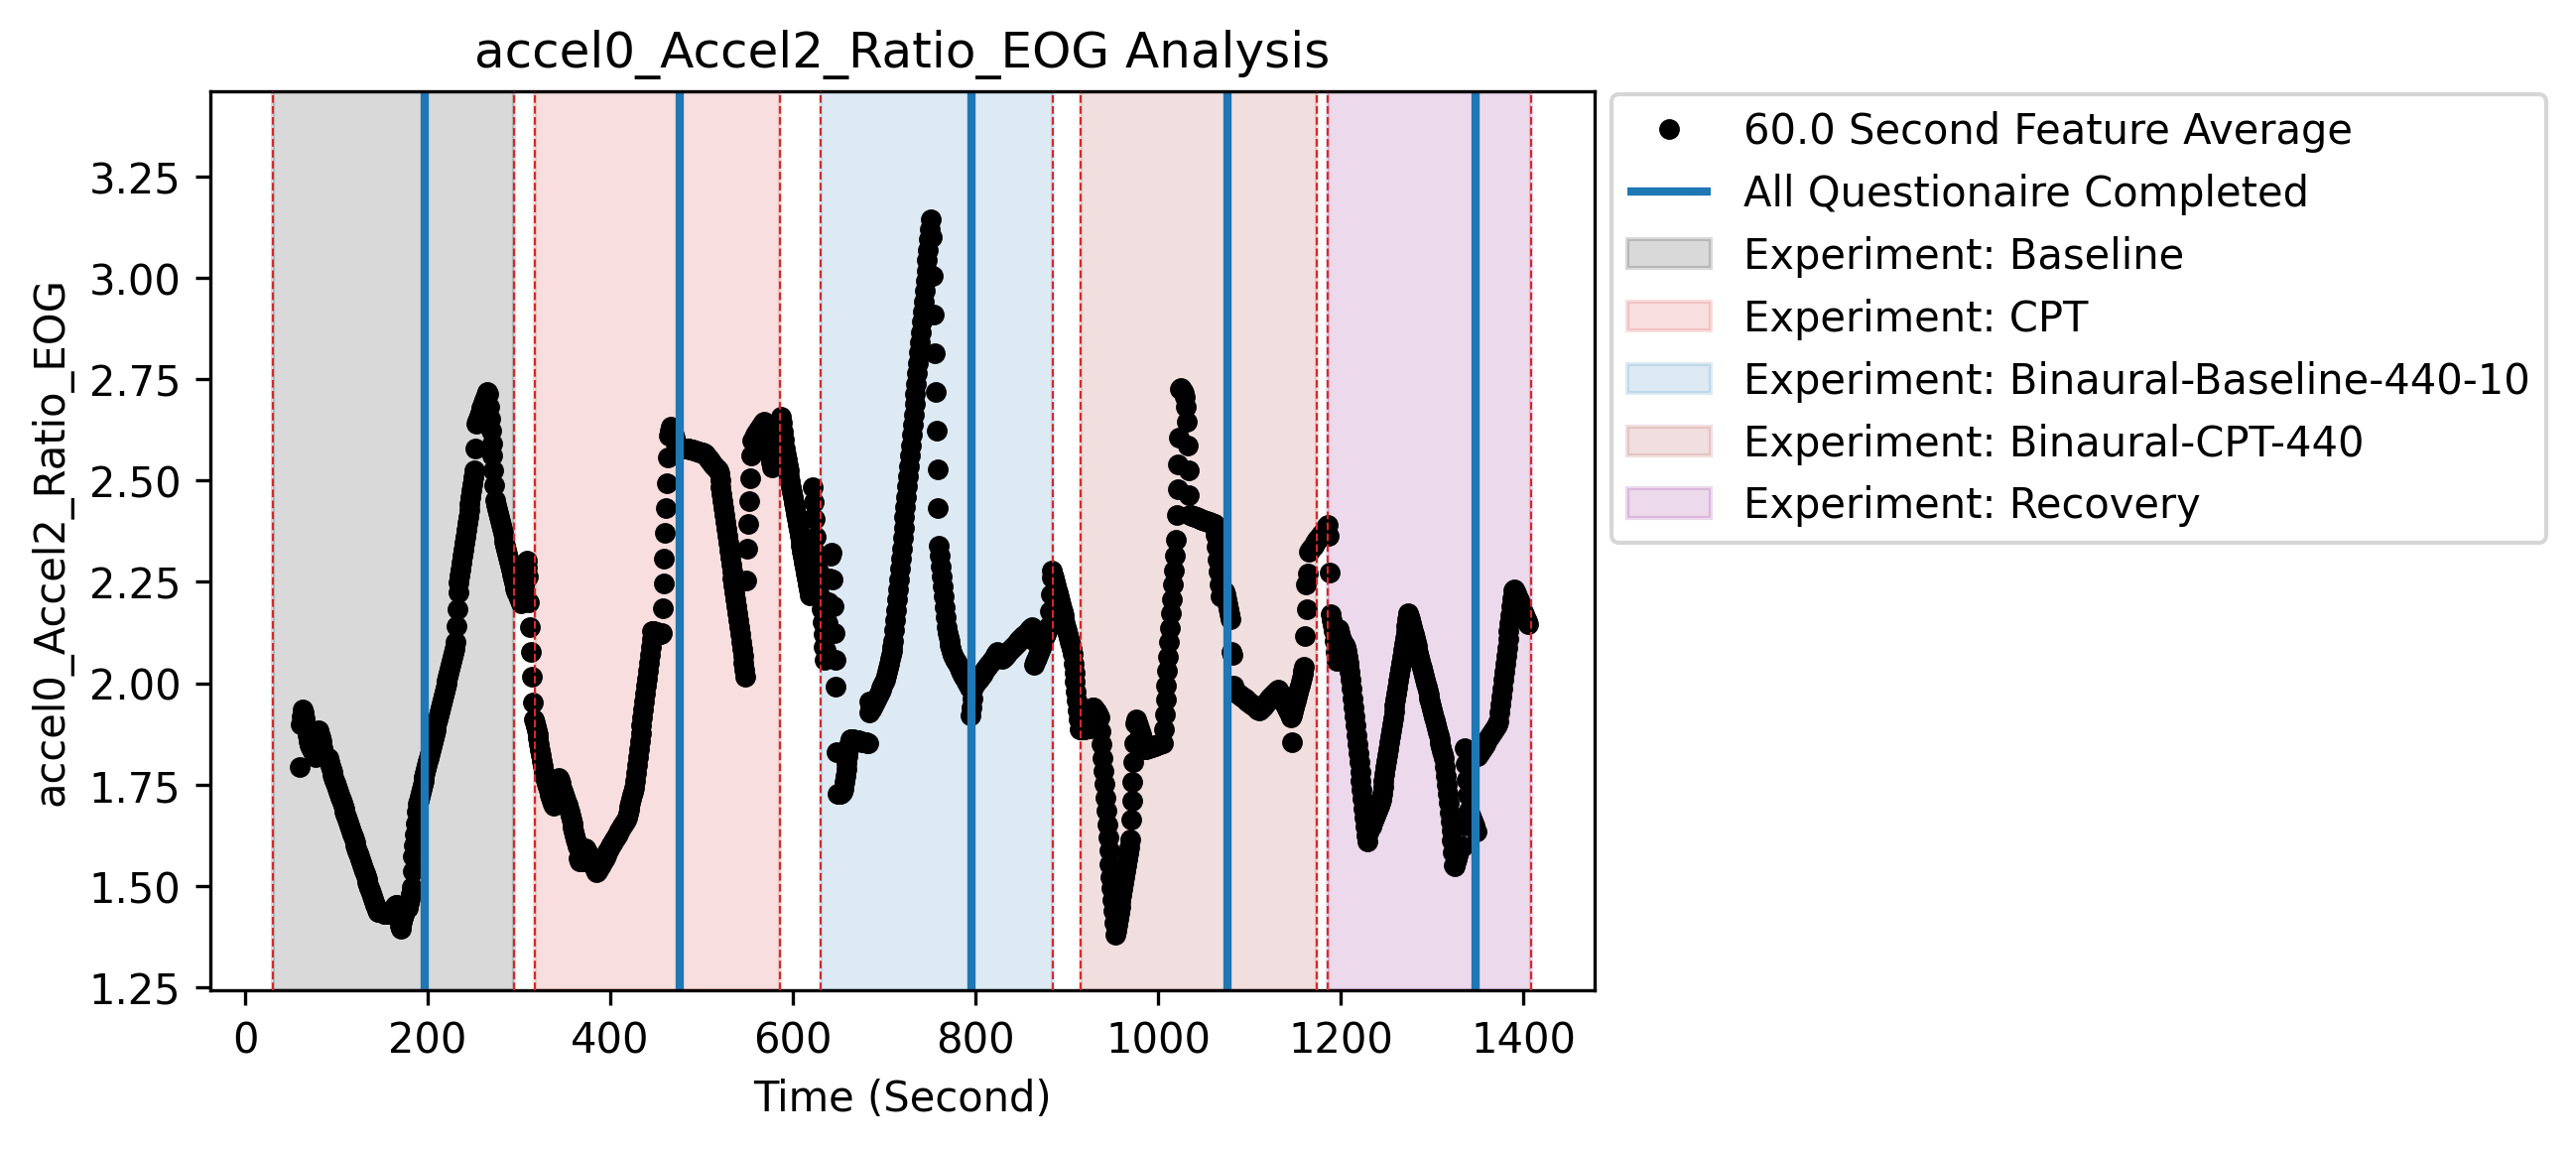 accel0_Accel2_Ratio_EOG Analysis
accel0_Accel2_Ratio_EOG
3.25
3.00
2.75
2.50
2.25
2.00
1.75
1.50
1.25
0 200 400 600 800 1000 1200 1400
Time (Second)
60.0 Second Feature Average
All Questionaire Completed
Experiment: Baseline
Experiment: CPT
Experiment: Binaural-Baseline-440-10
Experiment: Binaural-CPT-440
Experiment: Recovery